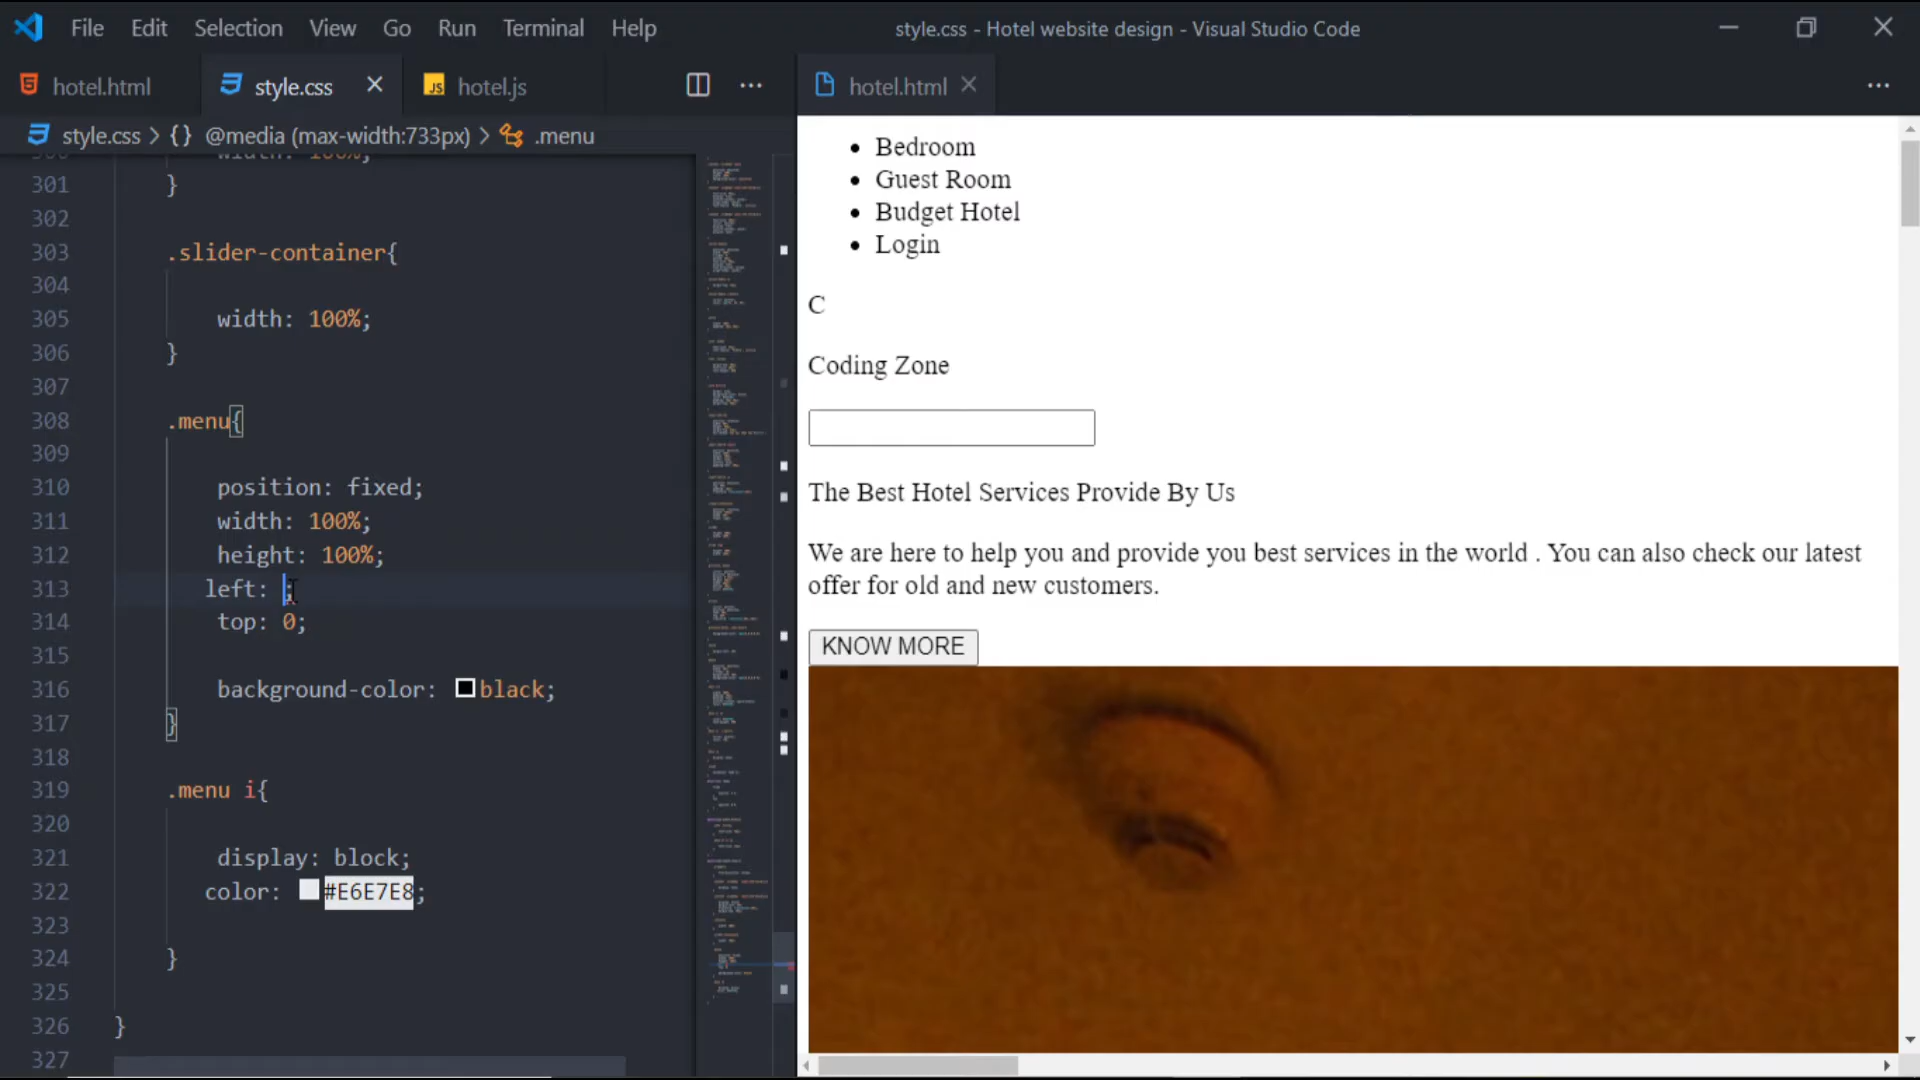 File Edit Selection View Go Run Terminal Help style.css - Hotel website design - Visual Studio Code
hotel.html style.css JS hotel.js hotel.html
style.css > {} @media (max-width:733px) > .menu
width: 100%;
301 }
302
303 .slider-container{
304
305 width: 100%;
306 }
307
308 .menu{
309
310 position: fixed;
311 width: 100%;
312 height: 100%;
313 left: ;
314 top: 0;
315
316 background-color: black;
317 }
318
319 .menu i{
320
321 display: block;
322 color: #E6E7E8;
323
324 }
325
326 }
327
• Bedroom
• Guest Room
• Budget Hotel
• Login
C
Coding Zone
The Best Hotel Services Provide By Us
We are here to help you and provide you best services in the world . You can also check our latest
offer for old and new customers.
KNOW MORE